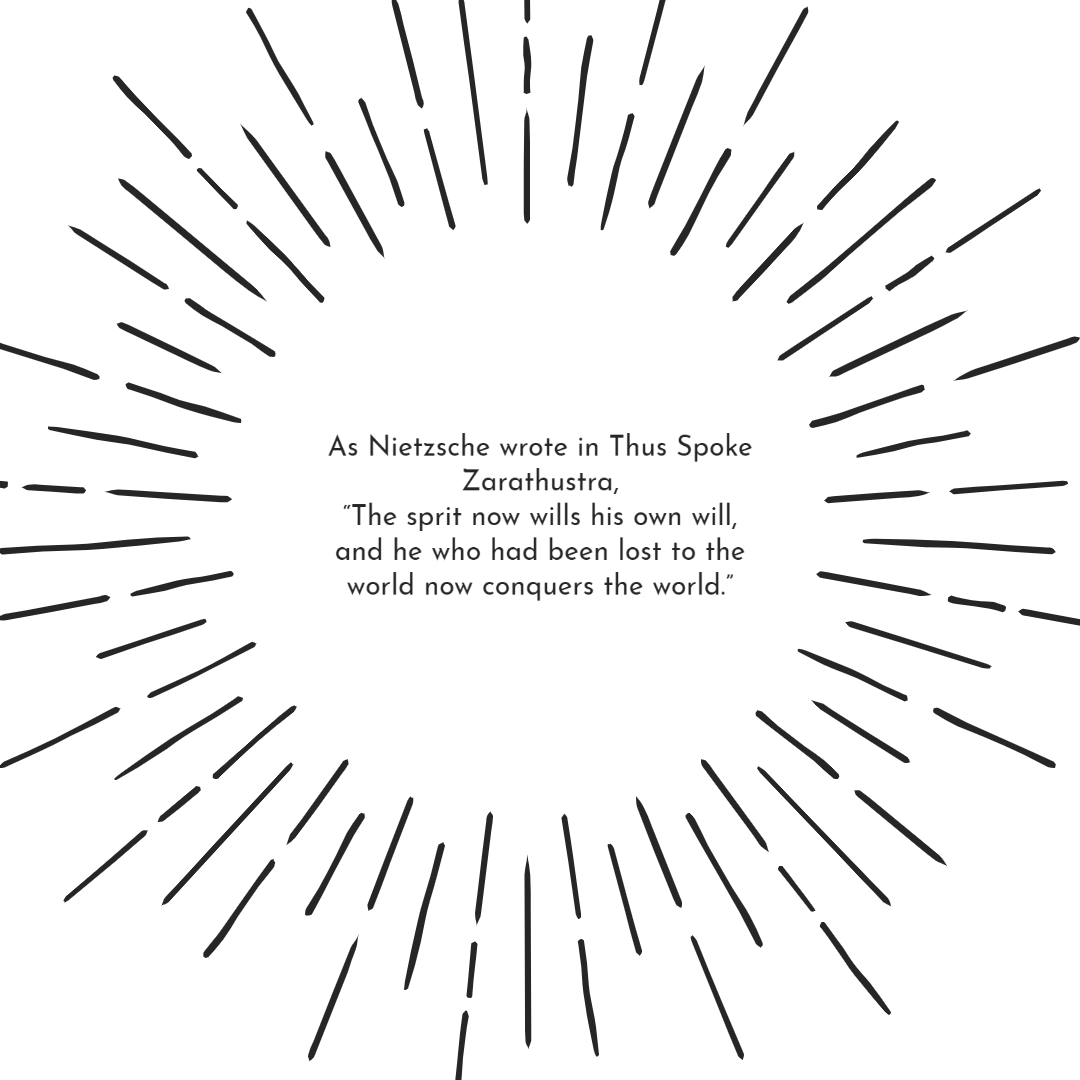 As Nietzsche wrote in Thus Spoke
Zarathustra,
“The sprit now wills his own will,
and he who had been lost to the
world now conquers the world.”